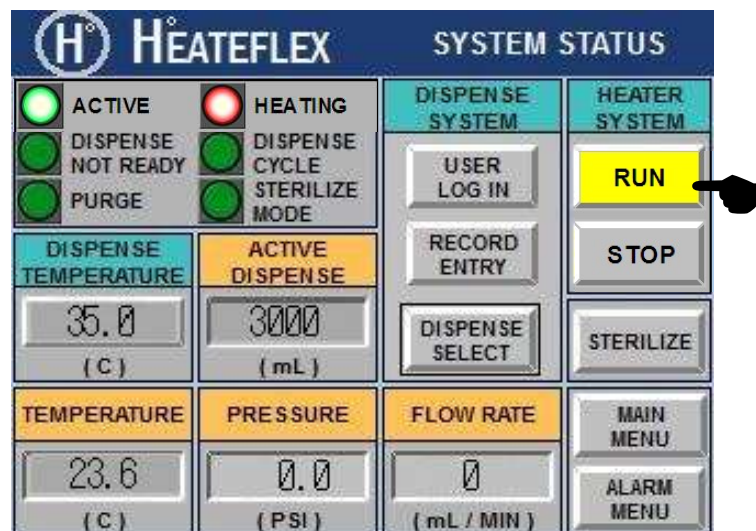 H° HEATEFLEX
SYSTEM STATUS
ACTIVE
HEATING
DISPENSE
NOT READY
DISPENSE
CYCLE
PURGE
STERILIZE
MODE
DISPENSE
SYSTEM
USER
LOG IN
RECORD
ENTRY
DISPENSE
SELECT
HEATER
SYSTEM
RUN
STOP
STERILIZE
DISPENSE
TEMPERATURE
35.0
(C)
ACTIVE
DISPENSE
3000
(mL)
TEMPERATURE
23.6
(C)
PRESSURE
0.0
(PSI)
FLOW RATE
0
(mL / MIN)
MAIN
MENU
ALARM
MENU